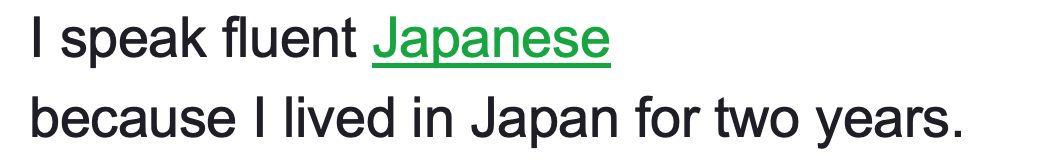 I speak fluent Japanese
because I lived in Japan for two years.